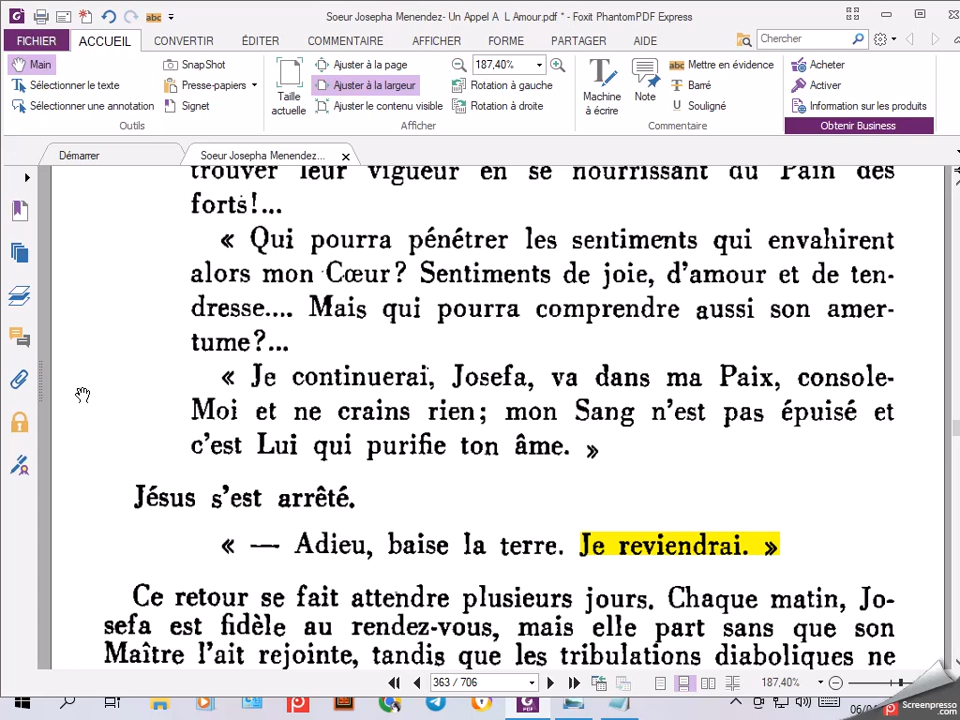 Soeur Josepha Menendez- Un Appel A L Amour.pdf * - Foxit PhantomPDF Express
FICHIER ACCUEIL CONVERTIR ÉDITER COMMENTAIRE AFFICHER FORME PARTAGER AIDE Chercher
Main SnapShot Ajuster à la page 187,40% Mettre en évidence Acheter
Sélectionner le texte Presse-papiers Ajuster à la largeur Rotation à gauche Barré Activer
Sélectionner une annotation Signet Taille actuelle Ajuster le contenu visible Rotation à droite Machine à écrire Note Souligné Information sur les produits
Outils Afficher Commentaire Obtenir Business
Démarrer Soeur Josepha Menendez...
trouver leur vigueur en se nourrissant du Pain des
forts!...
« Qui pourra pénétrer les sentiments qui envahirent
alors mon Cœur? Sentiments de joie, d'amour et de ten-
dresse.... Mais qui pourra comprendre aussi son amer-
tume?...
« Je continuerai, Josefa, va dans ma Paix, console-
Moi et ne crains rien; mon Sang n'est pas épuisé et
c'est Lui qui purifie ton âme. »
Jésus s'est arrêté.
« — Adieu, baise la terre. Je reviendrai. »
Ce retour se fait attendre plusieurs jours. Chaque matin, Jo-
sefa est fidèle au rendez-vous, mais elle part sans que son
Maître l'ait rejointe, tandis que les tribulations diaboliques ne
363 / 706 187,40%
Screenpresso
.com